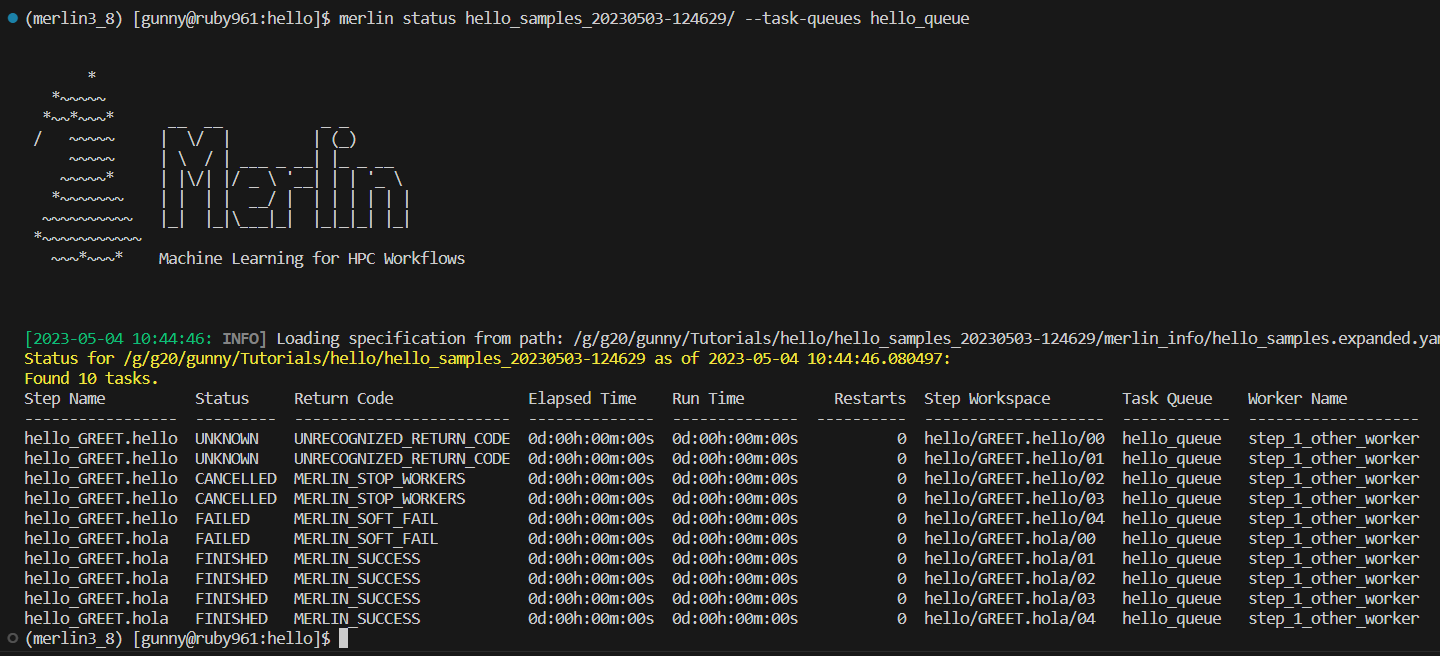 (merlin3_8) [gunny@ruby961:hello]$ merlin status hello_samples_20230503-124629/ --task-queues hello_queue
       *
   *~~~~~
  *~~*~~~*      __  __           _ _
 /   ~~~~~     |  \/  |         | (_)
     ~~~~~     | \  / | ___ _ __| |_ _ __
    ~~~~~*     | |\/| |/ _ \ '__| | | '_ \
   *~~~~~~~    | |  | |  __/ |  | | | | | |
  ~~~~~~~~~~   |_|  |_|\___|_|  |_|_|_| |_|
 *~~~~~~~~~~~
   ~~~*~~~*    Machine Learning for HPC Workflows
[2023-05-04 10:44:46: INFO] Loading specification from path: /g/g20/gunny/Tutorials/hello/hello_samples_20230503-124629/merlin_info/hello_samples.expanded.yam
Status for /g/g20/gunny/Tutorials/hello/hello_samples_20230503-124629 as of 2023-05-04 10:44:46.080497:
Found 10 tasks.
Step Name          Status     Return Code               Elapsed Time    Run Time          Restarts  Step Workspace        Task Queue    Worker Name
-----------------  ---------  ------------------------  --------------  --------------  ----------  --------------------  ------------  -------------------
hello_GREET.hello  UNKNOWN    UNRECOGNIZED_RETURN_CODE  0d:00h:00m:00s  0d:00h:00m:00s           0  hello/GREET.hello/00  hello_queue   step_1_other_worker
hello_GREET.hello  UNKNOWN    UNRECOGNIZED_RETURN_CODE  0d:00h:00m:00s  0d:00h:00m:00s           0  hello/GREET.hello/01  hello_queue   step_1_other_worker
hello_GREET.hello  CANCELLED  MERLIN_STOP_WORKERS       0d:00h:00m:00s  0d:00h:00m:00s           0  hello/GREET.hello/02  hello_queue   step_1_other_worker
hello_GREET.hello  CANCELLED  MERLIN_STOP_WORKERS       0d:00h:00m:00s  0d:00h:00m:00s           0  hello/GREET.hello/03  hello_queue   step_1_other_worker
hello_GREET.hello  FAILED     MERLIN_SOFT_FAIL          0d:00h:00m:00s  0d:00h:00m:00s           0  hello/GREET.hello/04  hello_queue   step_1_other_worker
hello_GREET.hola   FAILED     MERLIN_SOFT_FAIL          0d:00h:00m:00s  0d:00h:00m:00s           0  hello/GREET.hola/00   hello_queue   step_1_other_worker
hello_GREET.hola   FINISHED   MERLIN_SUCCESS            0d:00h:00m:00s  0d:00h:00m:00s           0  hello/GREET.hola/01   hello_queue   step_1_other_worker
hello_GREET.hola   FINISHED   MERLIN_SUCCESS            0d:00h:00m:00s  0d:00h:00m:00s           0  hello/GREET.hola/02   hello_queue   step_1_other_worker
hello_GREET.hola   FINISHED   MERLIN_SUCCESS            0d:00h:00m:00s  0d:00h:00m:00s           0  hello/GREET.hola/03   hello_queue   step_1_other_worker
hello_GREET.hola   FINISHED   MERLIN_SUCCESS            0d:00h:00m:00s  0d:00h:00m:00s           0  hello/GREET.hola/04   hello_queue   step_1_other_worker
(merlin3_8) [gunny@ruby961:hello]$